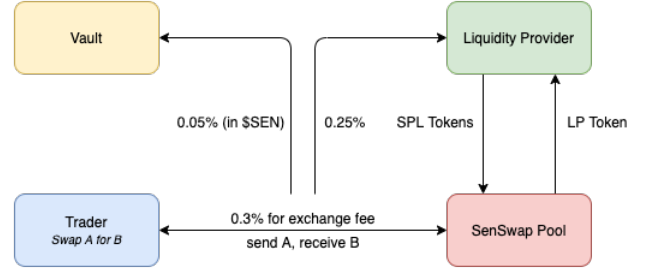 Vault
Liquidity Provider
0.05% (in $SEN)
0.25%
SPL Tokens
LP Token
Trader
Swap A for B
0.3% for exchange fee
send A, receive B
SenSwap Pool